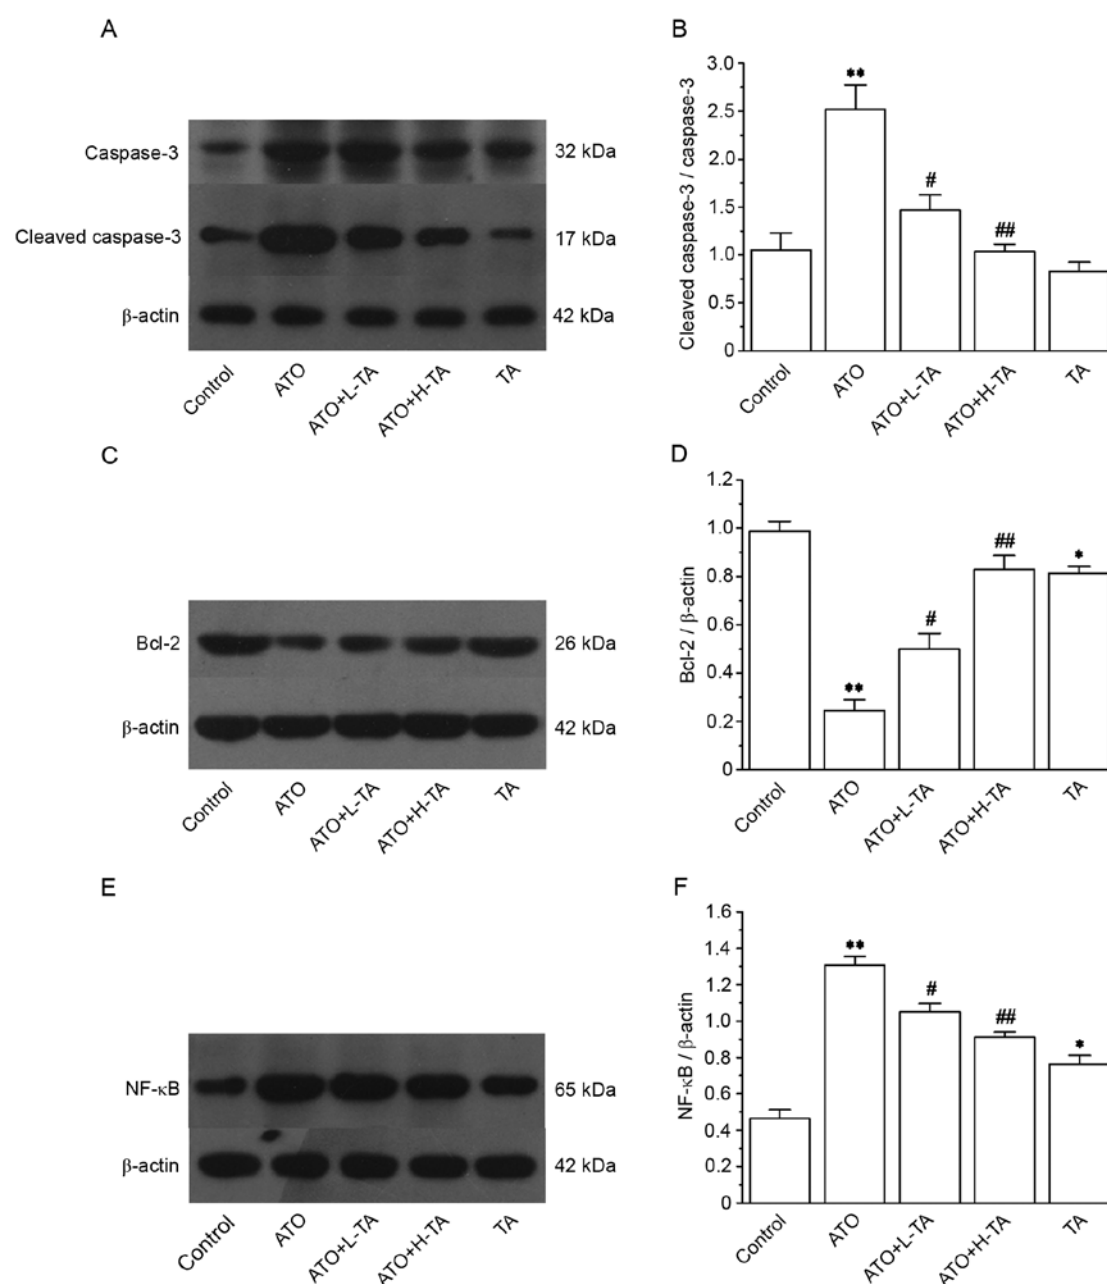 A
Caspase-3
32 kDa
Cleaved caspase-3
17 kDa
β-actin
42 kDa
Control
ATO
ATO+L-TA
ATO+H-TA
TA
B
Cleaved caspase-3 / caspase-3
3.0
2.5
2.0
1.5
1.0
0.5
0
**
#
##
Control
ATO
ATO+L-TA
ATO+H-TA
TA
C
Bcl-2
26 kDa
β-actin
42 kDa
Control
ATO
ATO+L-TA
ATO+H-TA
TA
D
Bcl-2 / β-actin
1.2
1.0
0.8
0.6
0.4
0.2
0
**
#
##
*
Control
ATO
ATO+L-TA
ATO+H-TA
TA
E
NF-κB
65 kDa
β-actin
42 kDa
Control
ATO
ATO+L-TA
ATO+H-TA
TA
F
NF-κB / β-actin
1.6
1.4
1.2
1.0
0.8
0.6
0.4
0.2
0
**
#
##
*
Control
ATO
ATO+L-TA
ATO+H-TA
TA